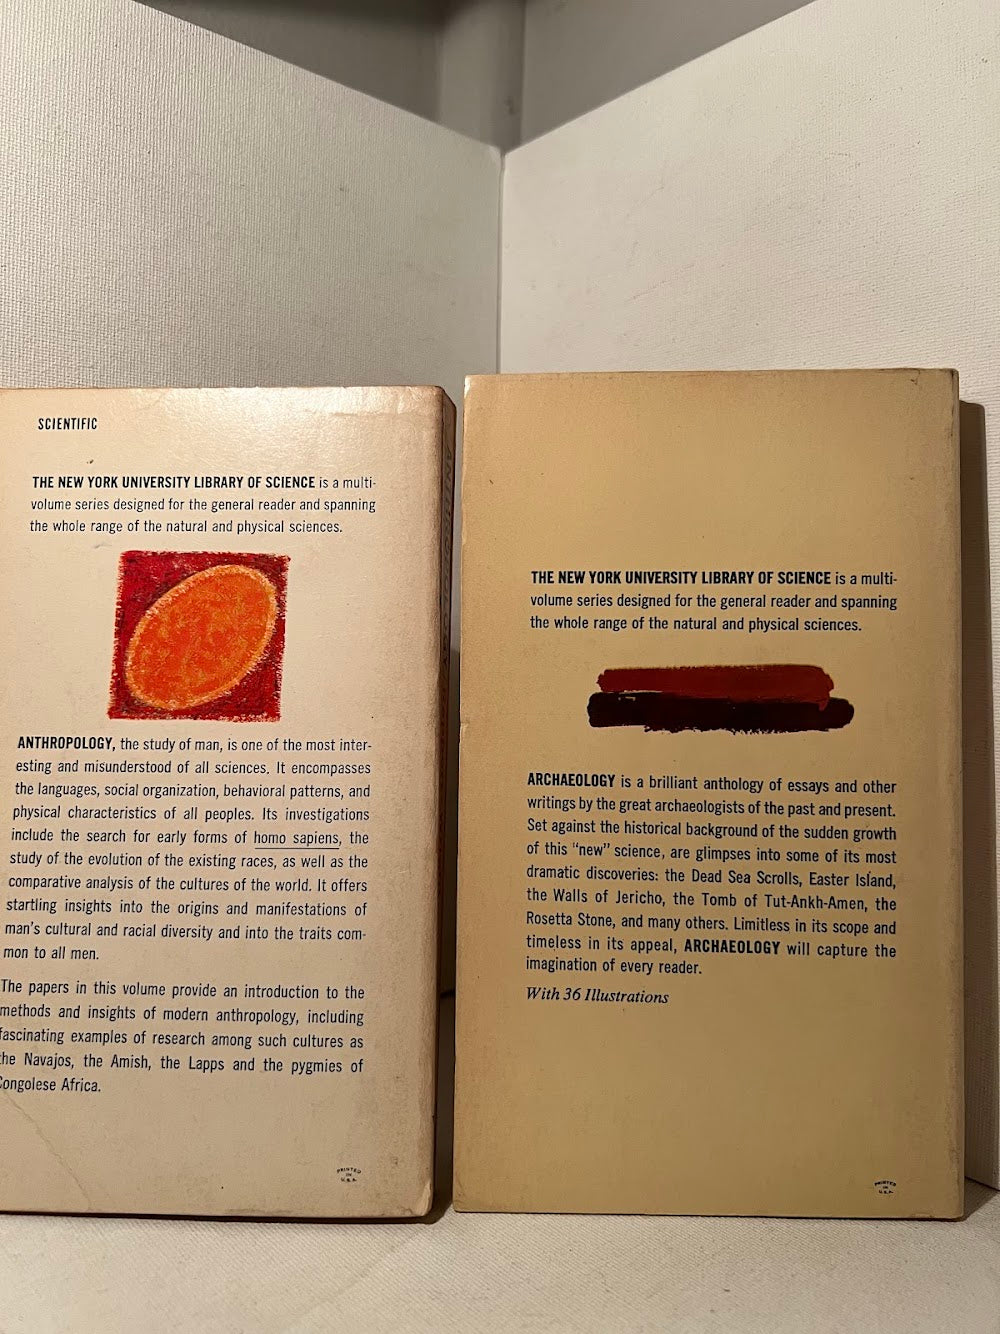 SCIENTIFIC
THE NEW YORK UNIVERSITY LIBRARY OF SCIENCE is a multi-
volume series designed for the general reader and spanning
the whole range of the natural and physical sciences.
ANTHROPOLOGY, the study of man, is one of the most inter-
esting and misunderstood of all sciences. It encompasses
the languages, social organization, behavioral patterns, and
physical characteristics of all peoples. Its investigations
include the search for early forms of homo sapiens, the
study of the evolution of the existing races, as well as the
comparative analysis of the cultures of the world. It offers
startling insights into the origins and manifestations of
man's cultural and racial diversity and into the traits com-
mon to all men.
The papers in this volume provide an introduction to the
methods and insights of modern anthropology, including
fascinating examples of research among such cultures as
the Navajos, the Amish, the Lapps and the pygmies of
Congolese Africa.
PRINTED
IN
U.S.A.
ANTHROPOLOGY
THE NEW YORK UNIVERSITY LIBRARY OF SCIENCE is a multi-
volume series designed for the general reader and spanning
the whole range of the natural and physical sciences.
ARCHAEOLOGY is a brilliant anthology of essays and other
writings by the great archaeologists of the past and present.
Set against the historical background of the sudden growth
of this "new" science, are glimpses into some of its most
dramatic discoveries: the Dead Sea Scrolls, Easter Island,
the Walls of Jericho, the Tomb of Tut-Ankh-Amen, the
Rosetta Stone, and many others. Limitless in its scope and
timeless in its appeal, ARCHAEOLOGY will capture the
imagination of every reader.
With 36 Illustrations
PRINTED
IN
U.S.A.